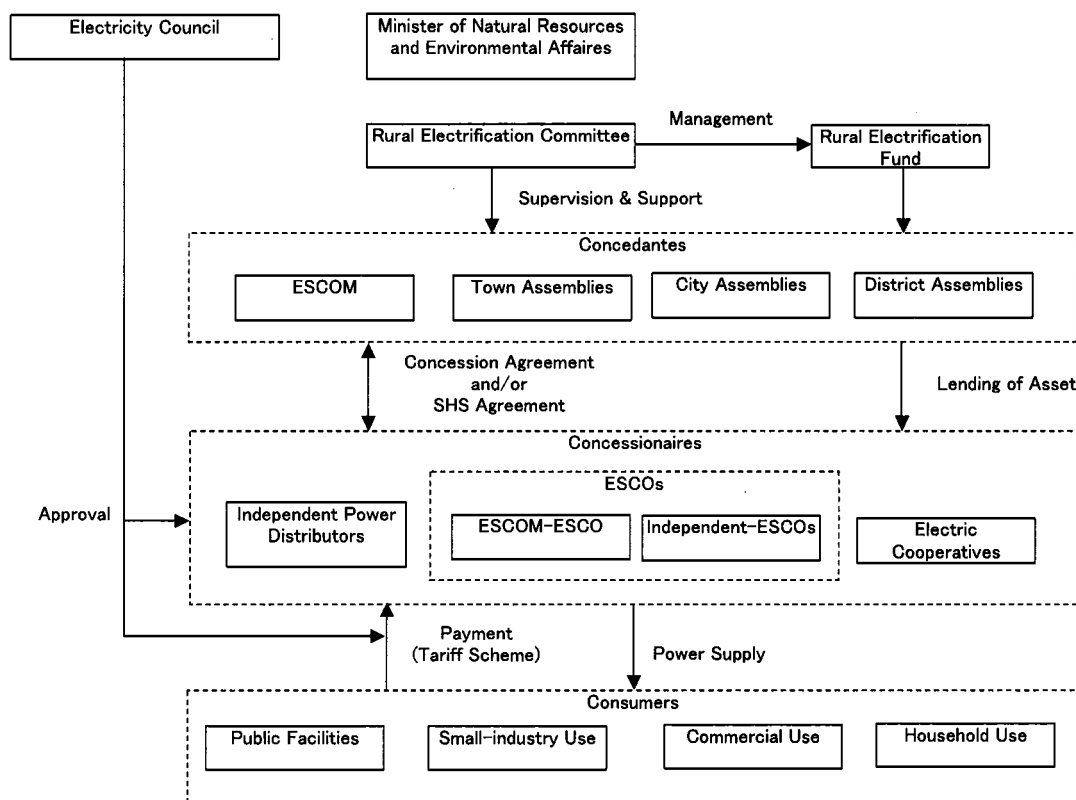 Electricity Council
Minister of Natural Resources
and Environmental Affaires
Rural Electrification Committee
Management
Rural Electrification
Fund
Supervision & Support
Concedantes
ESCOM
Town Assemblies
City Assemblies
District Assemblies
Concession Agreement
and/or
SHS Agreement
Lending of Asset
Concessionaires
ESCOs
Approval
Independent Power
Distributors
ESCOM-ESCO
Independent-ESCOs
Electric
Cooperatives
Payment
(Tariff Scheme)
Power Supply
Consumers
Public Facilities
Small-industry Use
Commercial Use
Household Use